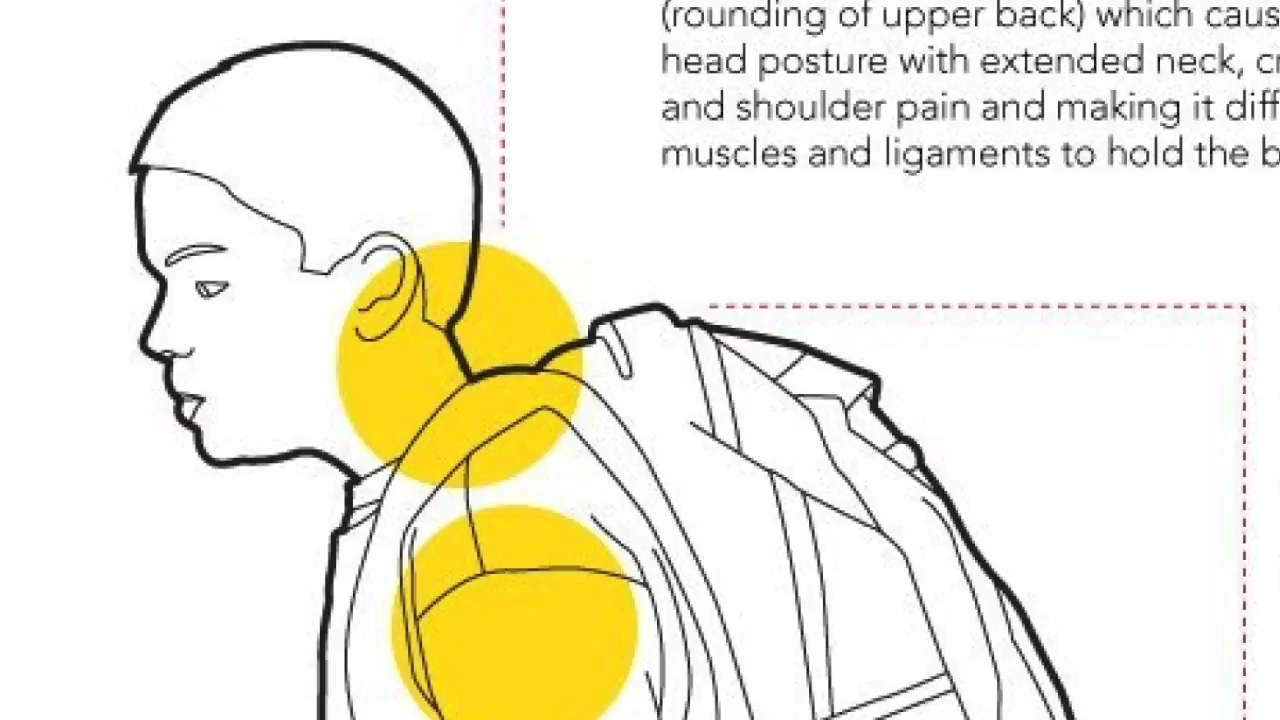 (rounding of upper back) which caus
head posture with extended neck, cr
and shoulder pain and making it diff
muscles and ligaments to hold the b